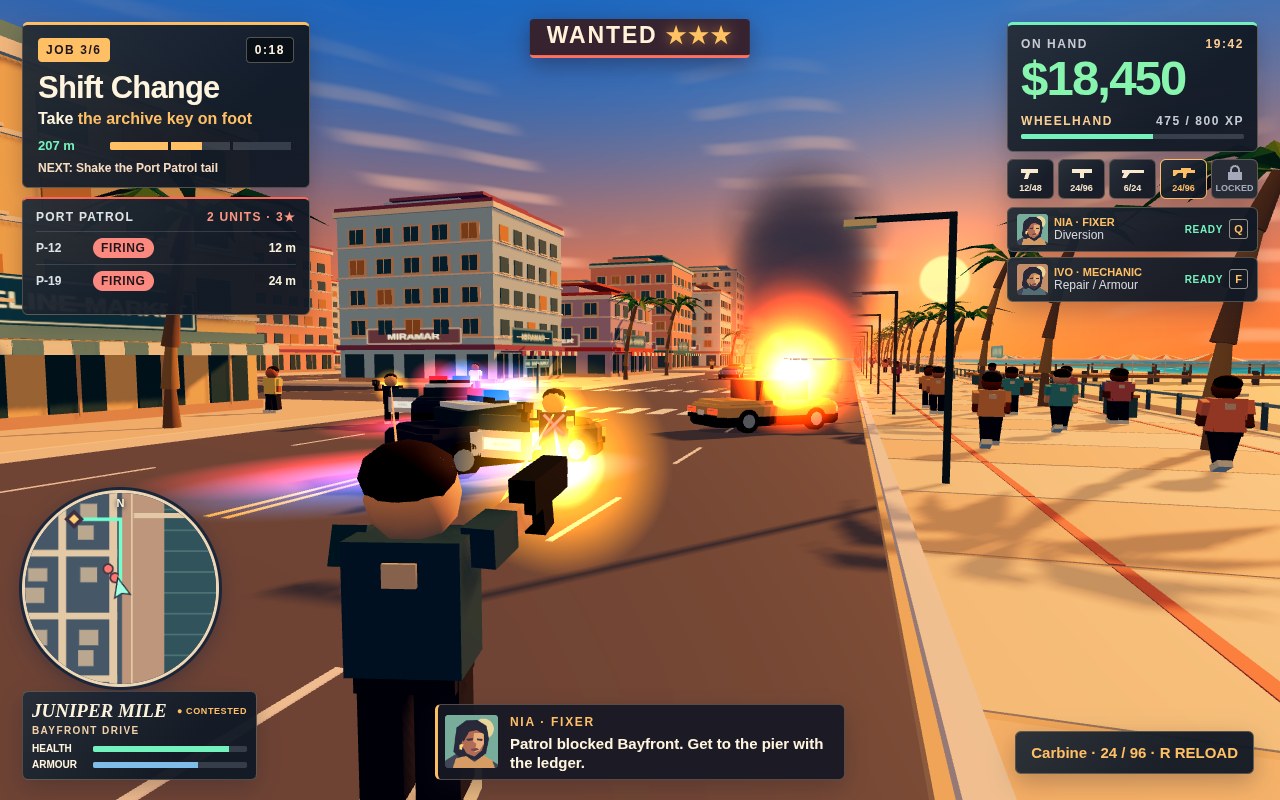 JOB 3/6
0:18
Shift Change
Take the archive key on foot
207 m
NEXT: Shake the Port Patrol tail
PORT PATROL
2 UNITS · 3★
P-12 FIRING 12 m
P-19 FIRING 24 m
WANTED ★★★
ON HAND 19:42
$18,450
WHEELHAND 475 / 800 XP
12/48
24/96
6/24
24/96
LOCKED
NIA · FIXER
Diversion
READY Q
IVO · MECHANIC
Repair / Armour
READY F
MIRAMAR
N
JUNIPER MILE
● CONTESTED
BAYFRONT DRIVE
HEALTH
ARMOUR
NIA · FIXER
Patrol blocked Bayfront. Get to the pier with
the ledger.
Carbine · 24 / 96 · R RELOAD